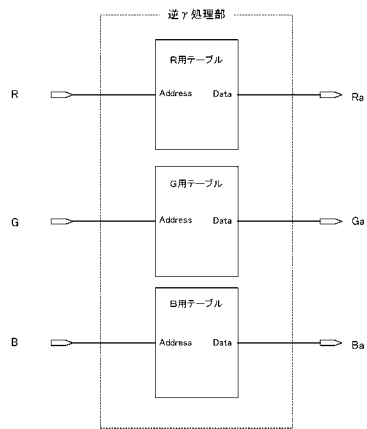 逆γ処理部
R用テーブル
R Address Data Ra
G用テーブル
G Address Data Ga
B用テーブル
B Address Data Ba